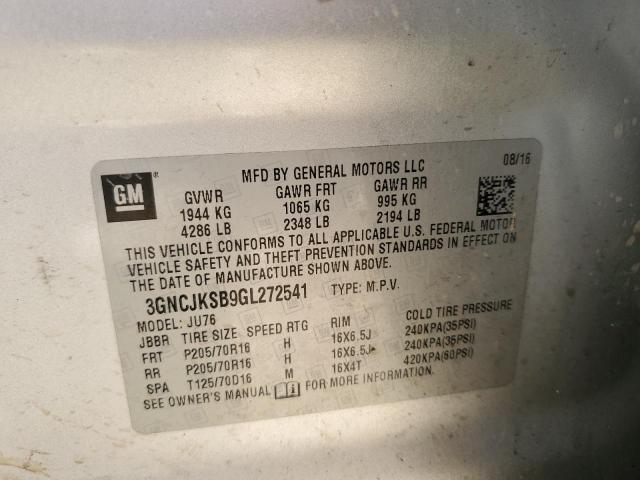 MFD BY GENERAL MOTORS LLC 08/16
GM ®
GVWR GAWR FRT GAWR RR
1944 KG 1065 KG 995 KG
4286 LB 2348 LB 2194 LB
THIS VEHICLE CONFORMS TO ALL APPLICABLE U.S. FEDERAL MOTOR
VEHICLE SAFETY AND THEFT PREVENTION STANDARDS IN EFFECT ON
THE DATE OF MANUFACTURE SHOWN ABOVE.
3GNCJKSB9GL272541 TYPE: M.P.V.
MODEL: JU76
JBBR TIRE SIZE SPEED RTG RIM COLD TIRE PRESSURE
FRT P205/70R16 H 16X6.5J 240KPA(35PSI)
RR P205/70R16 H 16X6.5J 240KPA(35PSI)
SPA T125/70D16 M 16X4T 420KPA(60PSI)
SEE OWNER'S MANUAL FOR MORE INFORMATION.